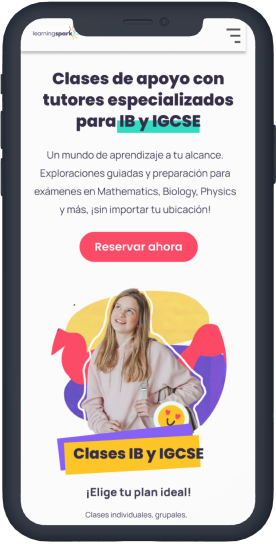 learningspark
Clases de apoyo con
tutores especializados
para IB y IGCSE
Un mundo de aprendizaje a tu alcance.
Exploraciones guiadas y preparación para
exámenes en Mathematics, Biology, Physics
y más, ¡sin importar tu ubicación!
Reservar ahora
Clases IB y IGCSE
¡Elige tu plan ideal!
Clases individuales, grupales,